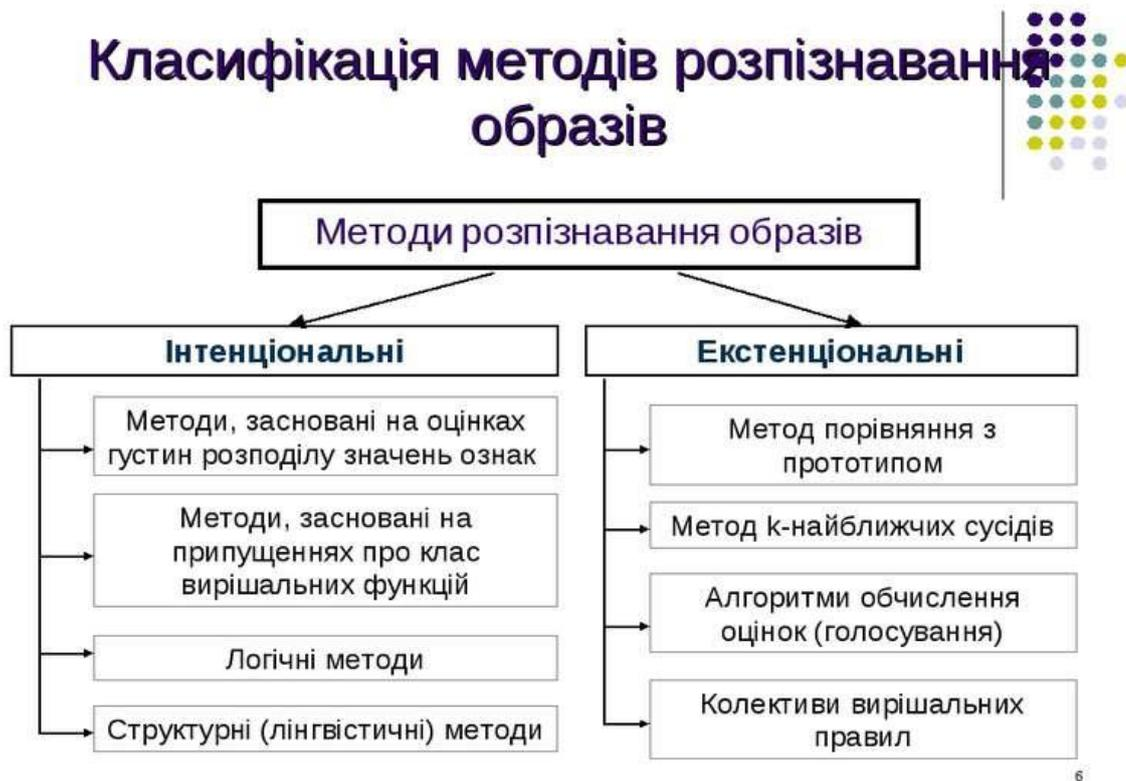 Класифікація методів розпізнавання
образів
Методи розпізнавання образів
Інтенціональні
Методи, засновані на оцінках
густин розподілу значень ознак
Методи, засновані на
припущеннях про клас
вирішальних функцій
Логічні методи
Структурні (лінгвістичні) методи
Екстенціональні
Метод порівняння з
прототипом
Метод k-найближчих сусідів
Алгоритми обчислення
оцінок (голосування)
Колективи вирішальних
правил
6